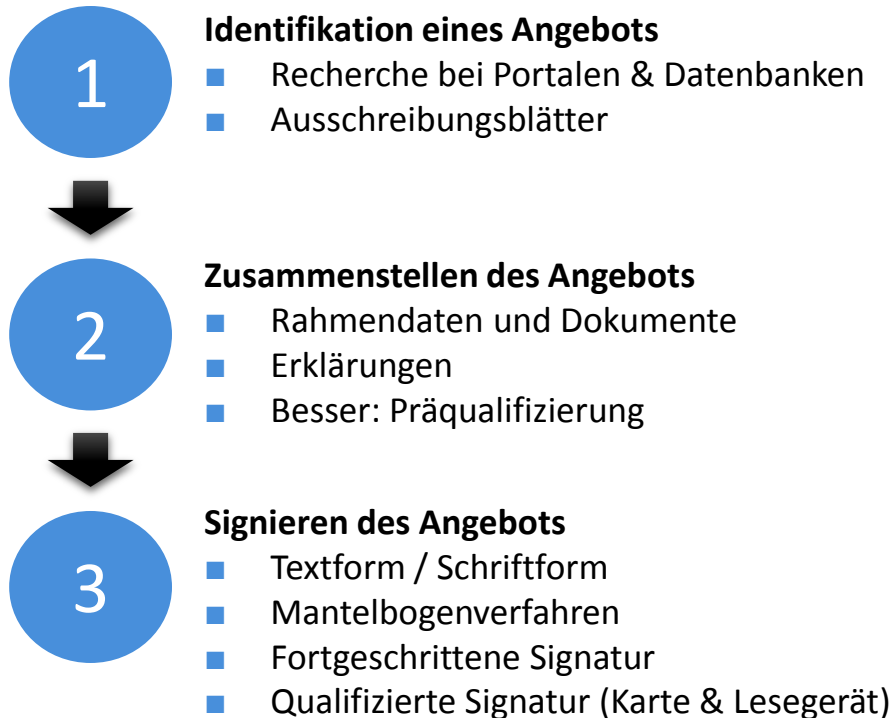 1
Identifikation eines Angebots
■ Recherche bei Portalen & Datenbanken
■ Ausschreibungsblätter
2
Zusammenstellen des Angebots
■ Rahmendaten und Dokumente
■ Erklärungen
■ Besser: Präqualifizierung
3
Signieren des Angebots
■ Textform / Schriftform
■ Mantelbogenverfahren
■ Fortgeschrittene Signatur
■ Qualifizierte Signatur (Karte & Lesegerät)